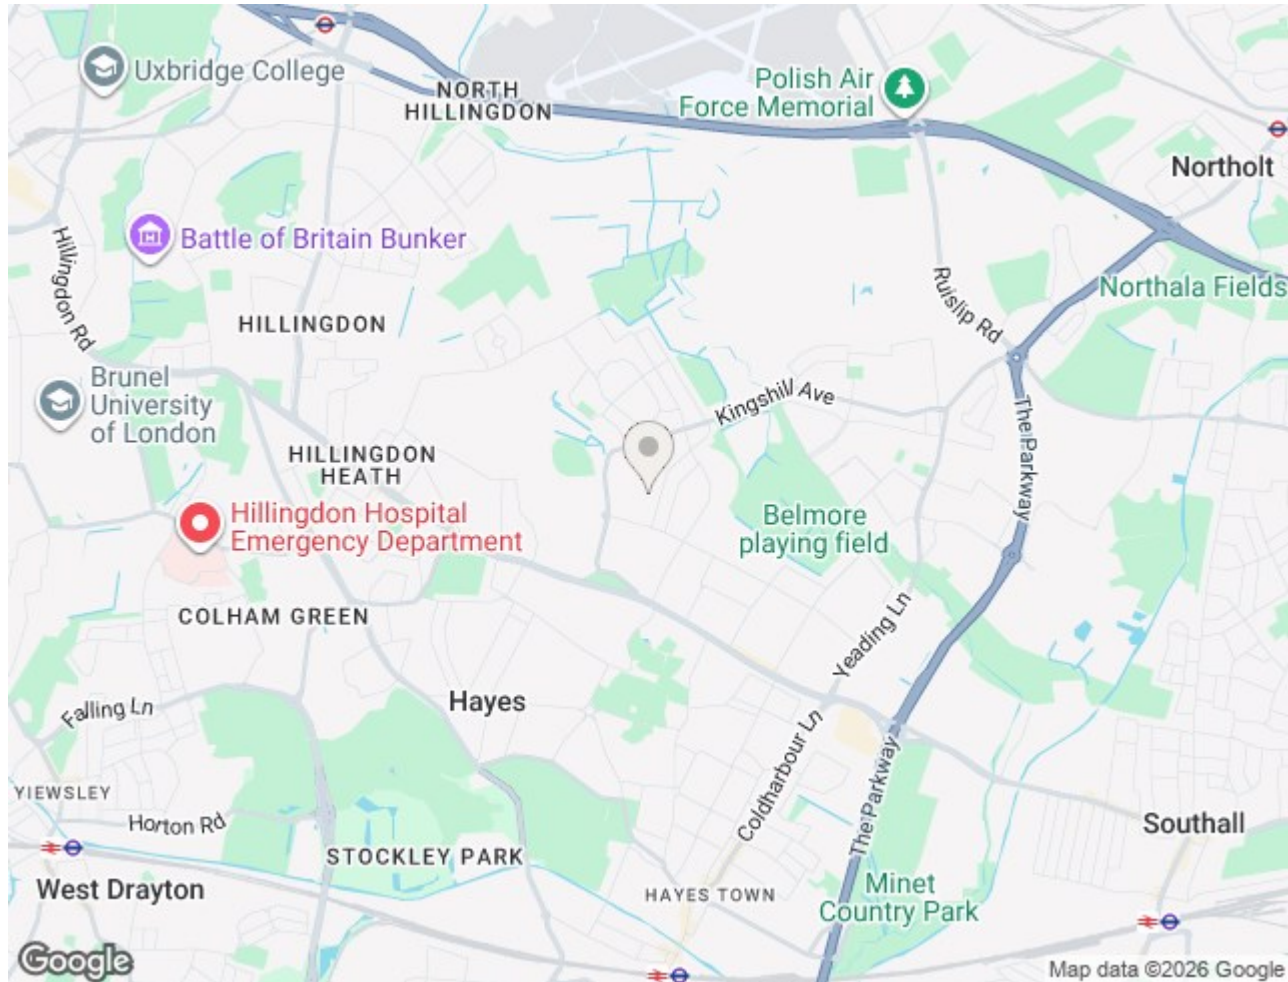 Uxbridge College
NORTH
HILLINGDON
Polish Air
Force Memorial
Northolt
Battle of Britain Bunker
Hillingdon Rd
Northala Fields
Ruislip Rd
HILLINGDON
Brunel
University
of London
Kingshill Ave
The Parkway
HILLINGDON
HEATH
Hillingdon Hospital
Emergency Department
Belmore
playing field
COLHAM GREEN
Yeading Ln
Hayes
Falling Ln
Coldharbour Ln
The Parkway
YIEWSLEY
Horton Rd
Southall
STOCKLEY PARK
West Drayton
HAYES TOWN
Minet
Country Park
Google
Map data ©2026 Google